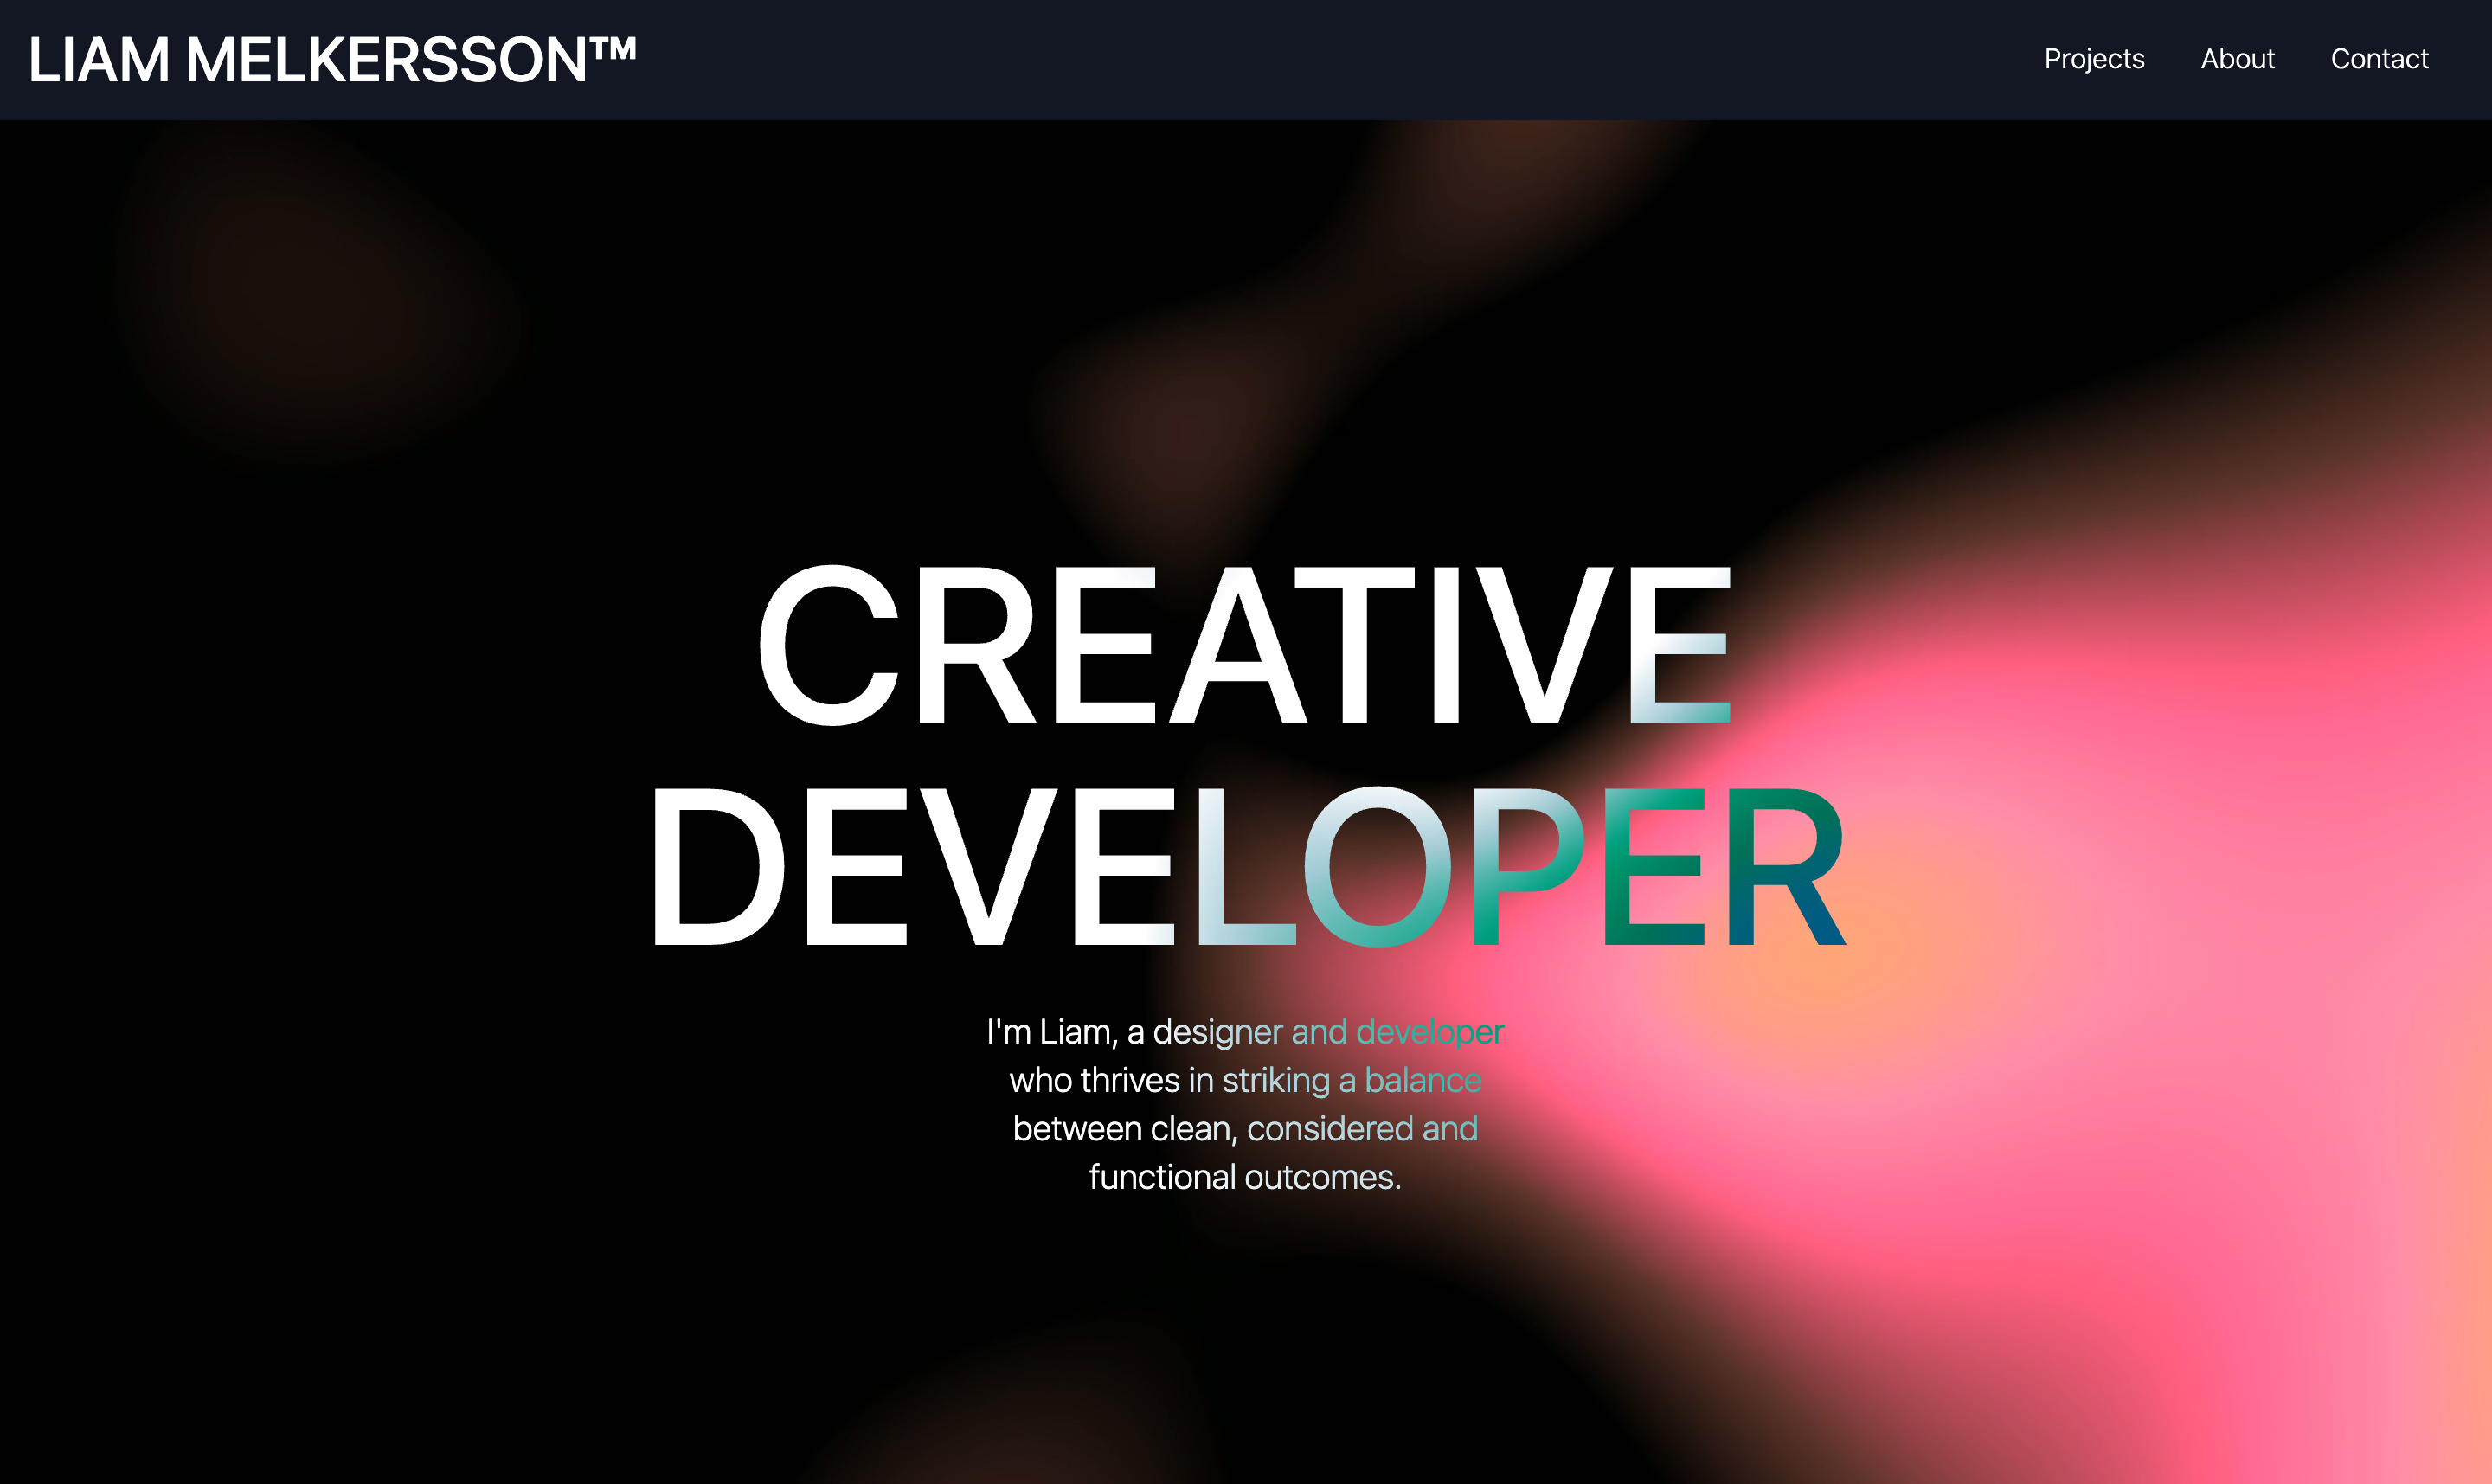 LIAM MELKERSSON™
Projects About Contact
CREATIVE
DEVELOPER
I'm Liam, a designer and developer
who thrives in striking a balance
between clean, considered and
functional outcomes.